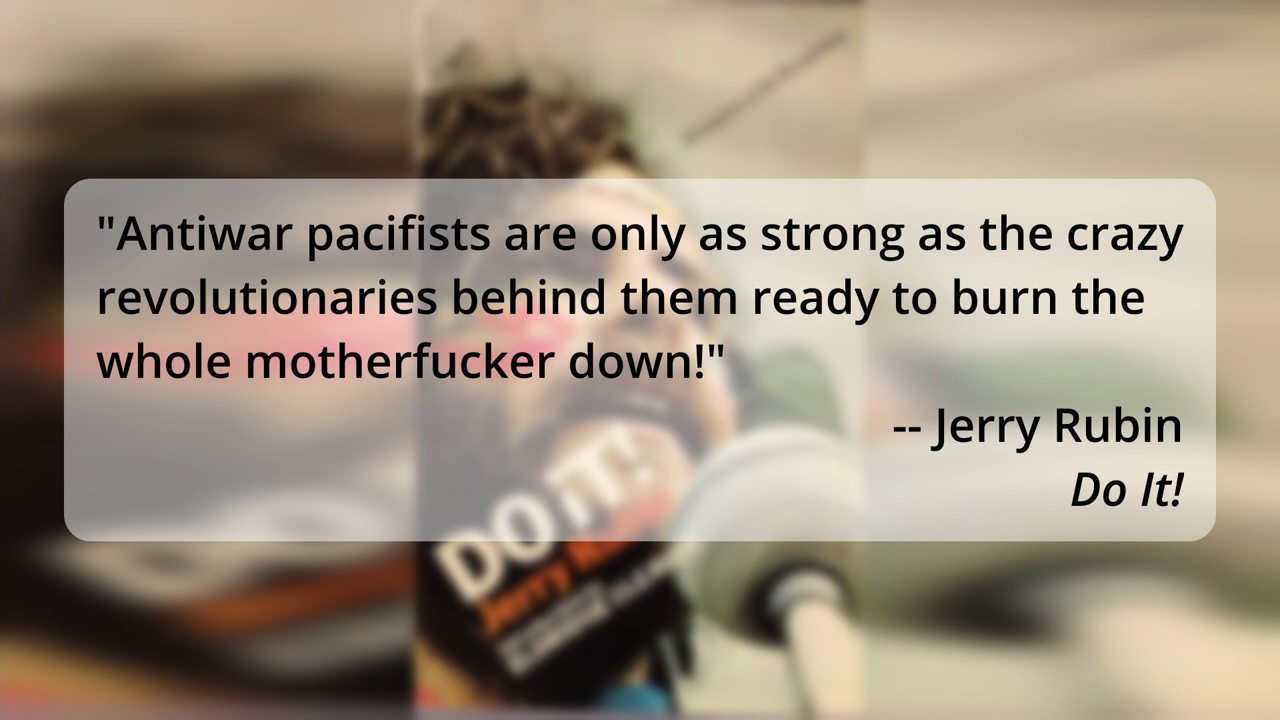 "Antiwar pacifists are only as strong as the crazy
revolutionaries behind them ready to burn the
whole motherfucker down!"
-- Jerry Rubin
Do It!
DO iT!
Jerry